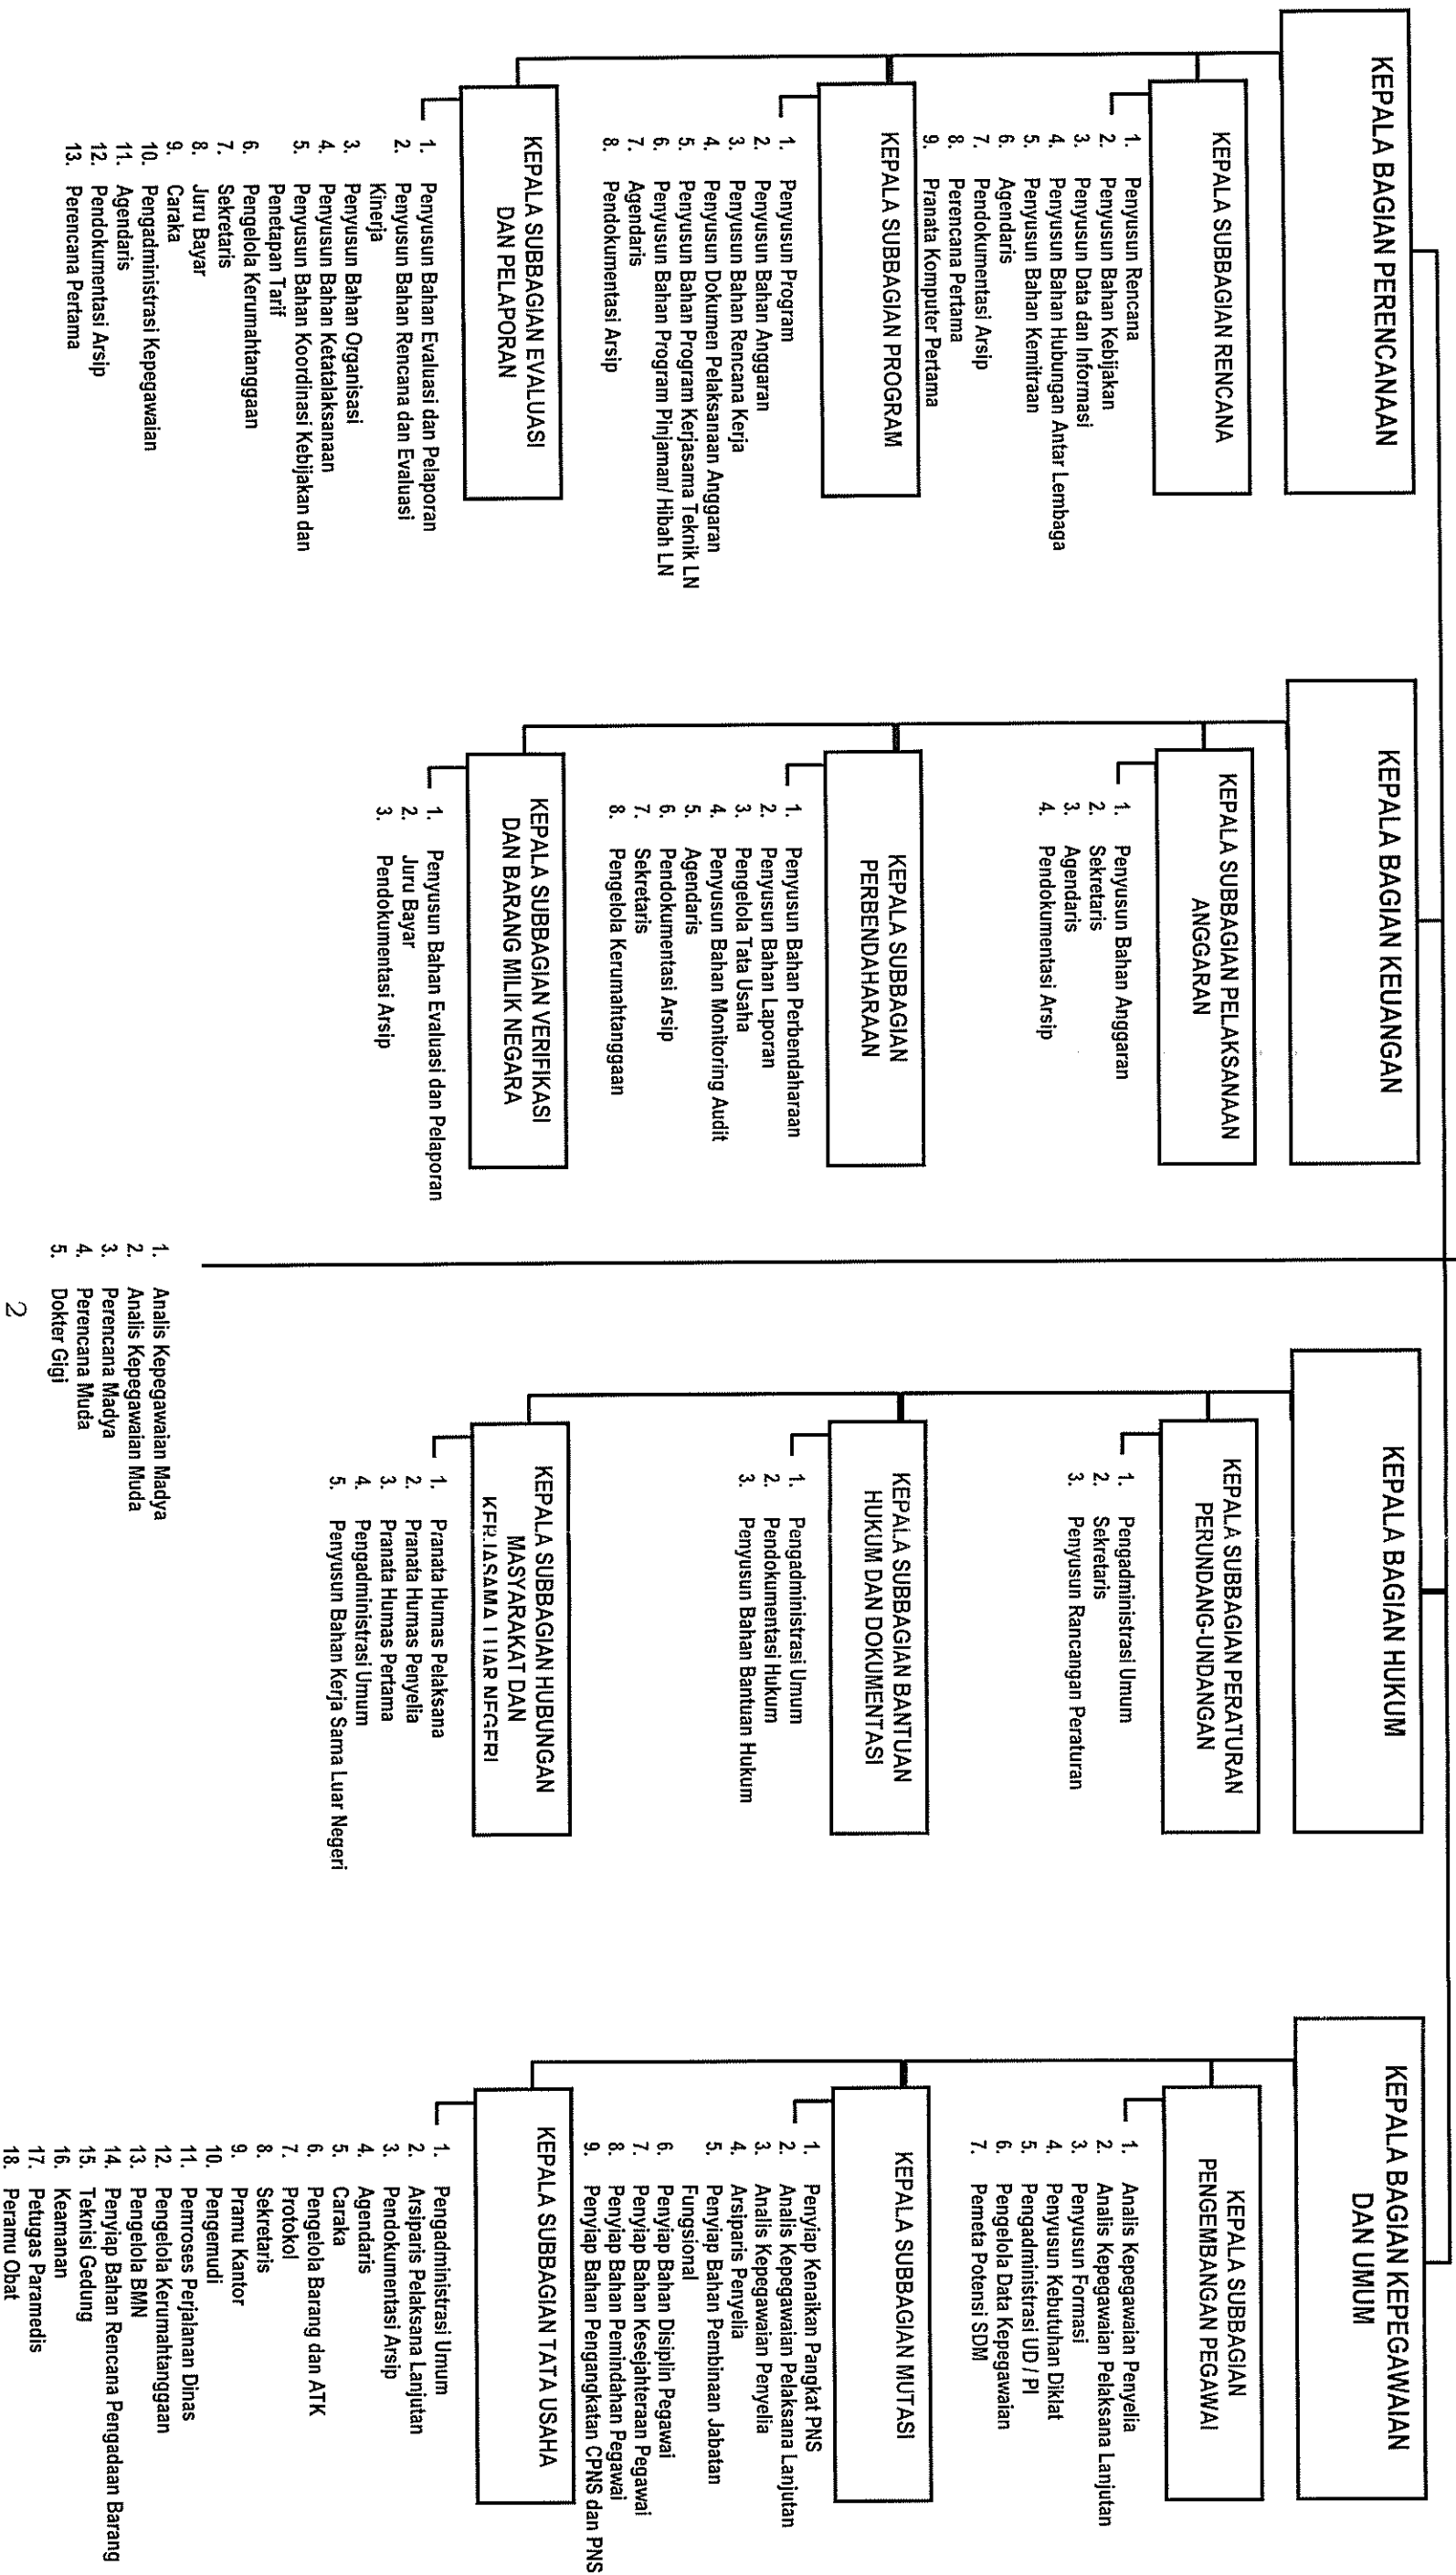 KEPALA BAGIAN PERENCANAAN
KEPALA SUBBAGIAN RENCANA
1. Penyusun Rencana
2. Penyusun Bahan Kebijakan
3. Penyusun Data dan Informasi
4. Penyusun Bahan Hubungan Antar Lembaga
5. Penyusun Bahan Kemitraan
6. Agendaris
7. Pendokumentasi Arsip
8. Perencana Pertama
9. Pranata Komputer Pertama
KEPALA SUBBAGIAN PROGRAM
1. Penyusun Program
2. Penyusun Bahan Anggaran
3. Penyusun Bahan Rencana Kerja
4. Penyusun Dokumen Pelaksanaan Anggaran
5. Penyusun Bahan Program Kerjasama Teknik LN
6. Penyusun Bahan Program Pinjaman/ Hibah LN
7. Agendaris
8. Pendokumentasi Arsip
KEPALA SUBBAGIAN EVALUASI
DAN PELAPORAN
1. Penyusun Bahan Evaluasi dan Pelaporan
2. Penyusun Bahan Rencana dan Evaluasi
Kinerja
3. Penyusun Bahan Organisasi
4. Penyusun Bahan Ketatalaksanaan
5. Penyusun Bahan Koordinasi Kebijakan dan
Penetapan Tarif
6. Pengelola Kerumahtanggaan
7. Sekretaris
8. Juru Bayar
9. Caraka
10. Pengadministrasi Kepegawaian
11. Agendaris
12. Pendokumentasi Arsip
13. Perencana Pertama
KEPALA BAGIAN KEUANGAN
KEPALA SUBBAGIAN PELAKSANAAN
ANGGARAN
1. Penyusun Bahan Anggaran
2. Sekretaris
3. Agendaris
4. Pendokumentasi Arsip
KEPALA SUBBAGIAN
PERBENDAHARAAN
1. Penyusun Bahan Perbendaharaan
2. Penyusun Bahan Laporan
3. Pengelola Tata Usaha
4. Penyusun Bahan Monitoring Audit
5. Agendaris
6. Pendokumentasi Arsip
7. Sekretaris
8. Pengelola Kerumahtanggaan
KEPALA SUBBAGIAN VERIFIKASI
DAN BARANG MILIK NEGARA
1. Penyusun Bahan Evaluasi dan Pelaporan
2. Juru Bayar
3. Pendokumentasi Arsip
KEPALA BAGIAN HUKUM
KEPALA SUBBAGIAN PERATURAN
PERUNDANG-UNDANGAN
1. Pengadministrasi Umum
2. Sekretaris
3. Penyusun Rancangan Peraturan
KEPALA SUBBAGIAN BANTUAN
HUKUM DAN DOKUMENTASI
1. Pengadministrasi Umum
2. Pendokumentasi Hukum
3. Penyusun Bahan Bantuan Hukum
KEPALA SUBBAGIAN HUBUNGAN
MASYARAKAT DAN
KERJASAMA LUAR NEGERI
1. Pranata Humas Pelaksana
2. Pranata Humas Penyelia
3. Pranata Humas Pertama
4. Pengadministrasi Umum
5. Penyusun Bahan Kerja Sama Luar Negeri
KEPALA BAGIAN KEPEGAWAIAN
DAN UMUM
KEPALA SUBBAGIAN
PENGEMBANGAN PEGAWAI
1. Analis Kepegawaian Penyelia
2. Analis Kepegawaian Pelaksana Lanjutan
3. Penyusun Formasi
4. Penyusun Kebutuhan Diklat
5. Pengadministrasi UD / PI
6. Pengelola Data Kepegawaian
7. Pemeta Potensi SDM
KEPALA SUBBAGIAN MUTASI
1. Penyiap Kenaikan Pangkat PNS
2. Analis Kepegawaian Pelaksana Lanjutan
3. Analis Kepegawaian Penyelia
4. Arsiparis Penyelia
5. Penyiap Bahan Pembinaan Jabatan
Fungsional
6. Penyiap Bahan Disiplin Pegawai
7. Penyiap Bahan Kesejahteraan Pegawai
8. Penyiap Bahan Pemindahan Pegawai
9. Penyiap Bahan Pengangkatan CPNS dan PNS
KEPALA SUBBAGIAN TATA USAHA
1. Pengadministrasi Umum
2. Arsiparis Pelaksana Lanjutan
3. Pendokumentasi Arsip
4. Agendaris
5. Caraka
6. Pengelola Barang dan ATK
7. Protokol
8. Sekretaris
9. Pramu Kantor
10. Pengemudi
11. Pemroses Perjalanan Dinas
12. Pengelola Kerumahtanggaan
13. Pengelola BMN
14. Penyiap Bahan Rencana Pengadaan Barang
15. Teknisi Gedung
16. Keamanan
17. Petugas Paramedis
18. Peramu Obat
1. Analis Kepegawaian Madya
2. Analis Kepegawaian Muda
3. Perencana Madya
4. Perencana Muda
5. Dokter Gigi
2